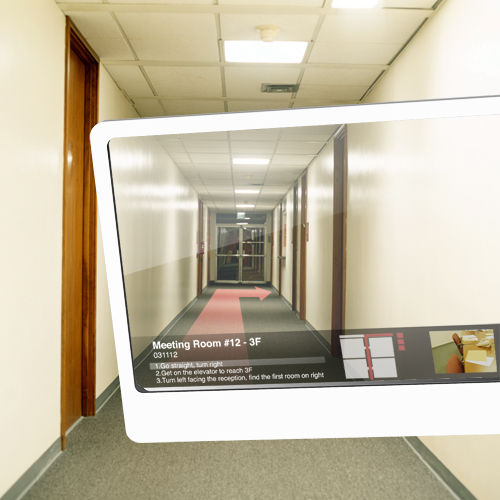 Meeting Room #12 - 3F
031112
1.Go straight, turn right
2.Get on the elevator to reach 3F
3.Turn left facing the reception, find the first room on right